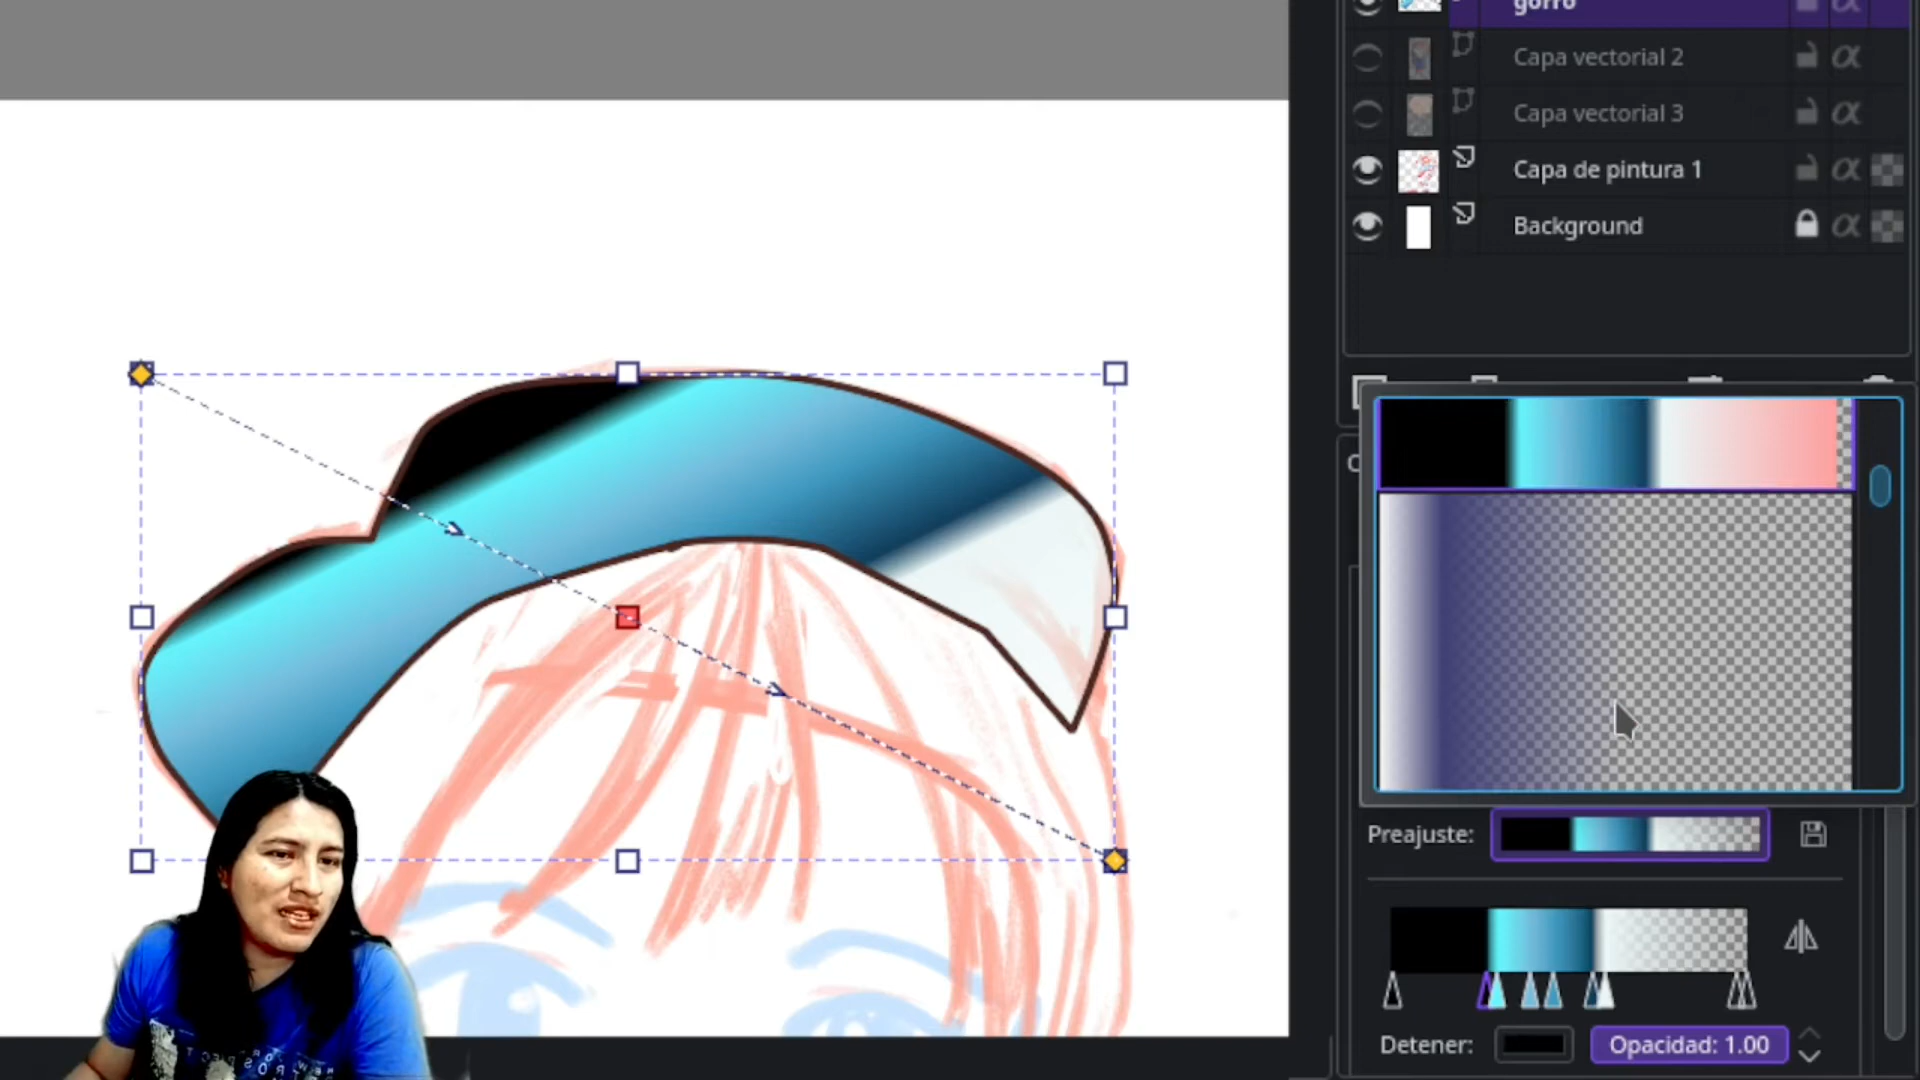 gorro
Capa vectorial 2
Capa vectorial 3
Capa de pintura 1
Background
Preajuste:
Detener:
Opacidad: 1.00